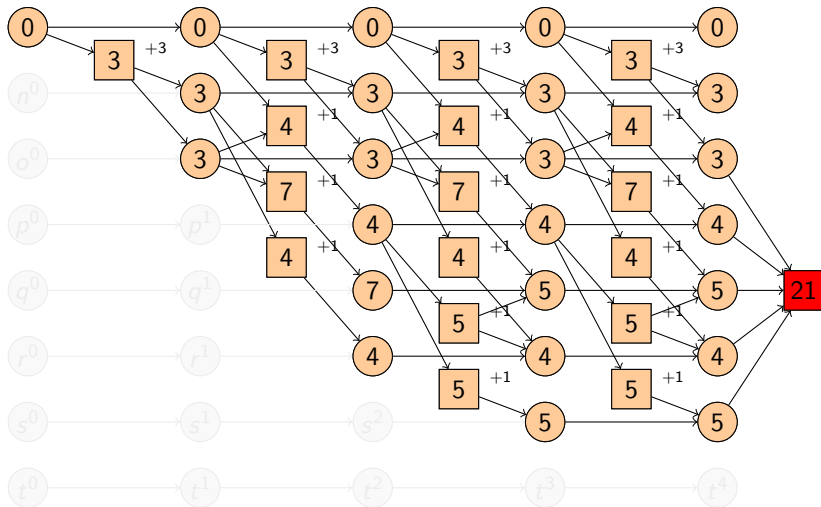 0 0 0 0 0
3 +3 3 +3 3 +3 3 +3
n⁰ 3 3 3 3
4 +1 4 +1 4 +1
o⁰ 3 3 3 3
7 +1 7 +1 7 +1
p⁰ p¹ 4 4 4
4 +1 4 +1 4 +1
q⁰ q¹ 7 5 5 21
5 +1 5 +1
r⁰ r¹ 4 4 4
5 +1 5 +1
s⁰ s¹ s² 5 5
t⁰ t¹ t² t³ t⁴